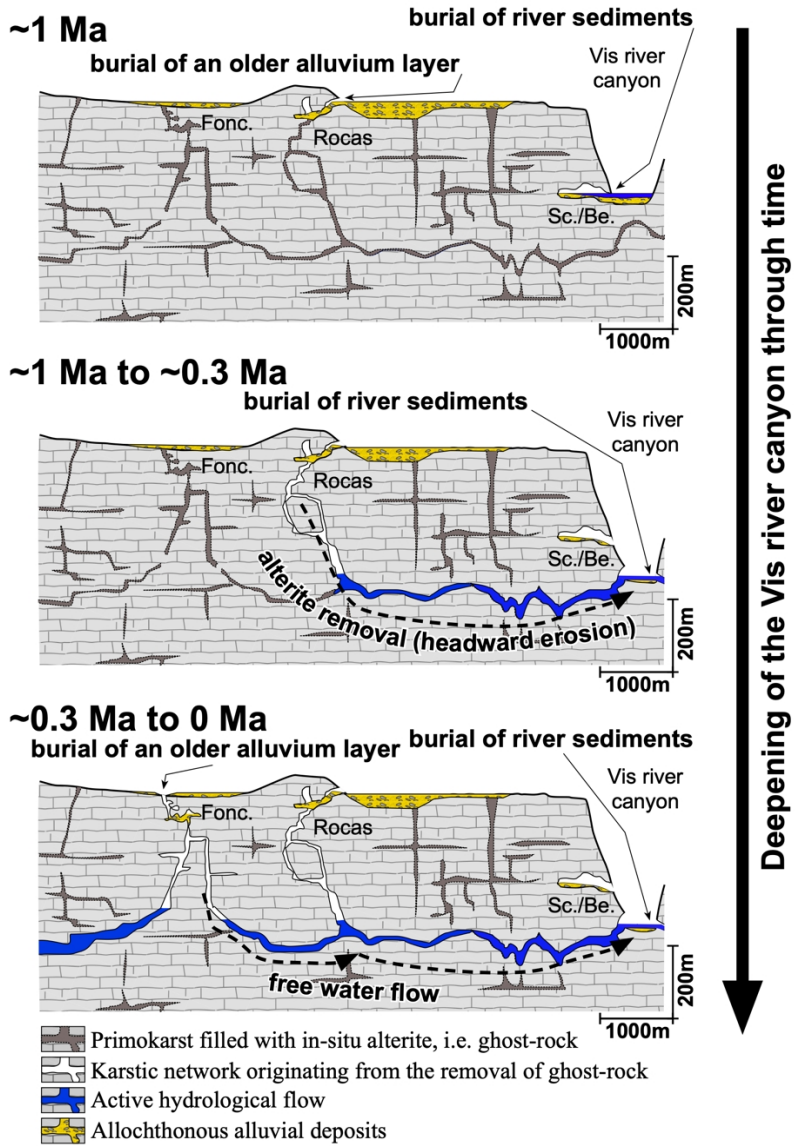 ~1 Ma
burial of river sediments
Vis river
canyon
burial of an older alluvium layer
Fonc.
Rocas
Sc./Be.
200m
1000m
~1 Ma to ~0.3 Ma
burial of river sediments
Vis river
canyon
Fonc.
Rocas
Sc./Be.
alterite removal (headward erosion)
200m
1000m
~0.3 Ma to 0 Ma
burial of an older alluvium layer
burial of river sediments
Vis river
canyon
Fonc.
Rocas
Sc./Be.
free water flow
200m
1000m
Deepening of the Vis river canyon through time
Primokarst filled with in-situ alterite, i.e. ghost-rock
Karstic network originating from the removal of ghost-rock
Active hydrological flow
Allochthonous alluvial deposits